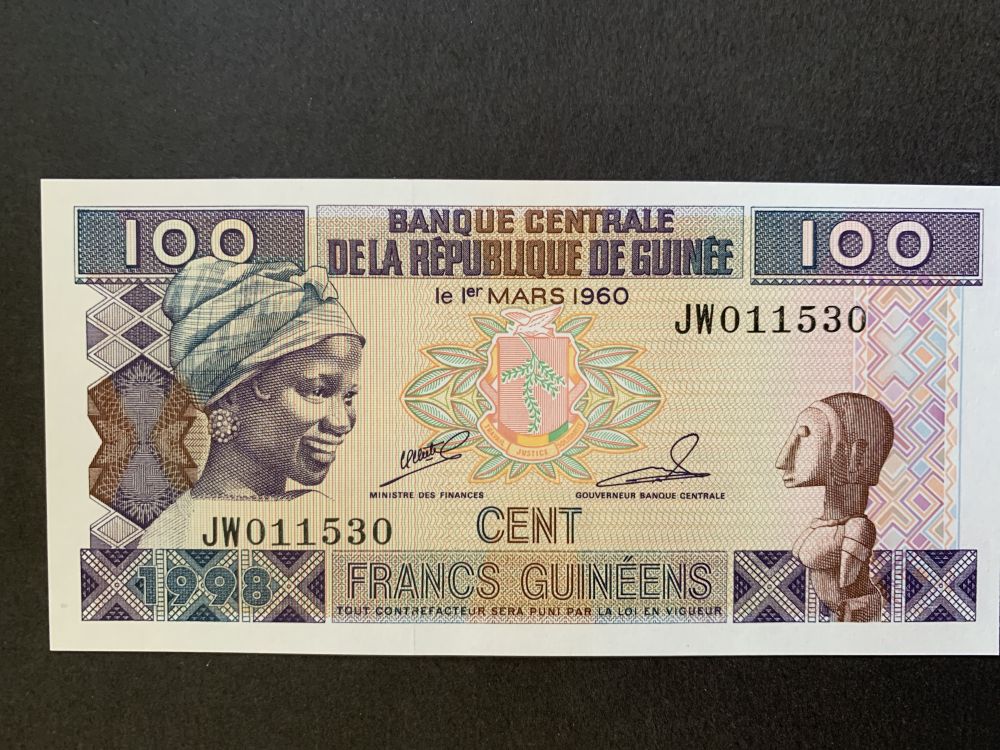 100
BANQUE CENTRALE
100
DE LA RÉPUBLIQUE DE GUINÉE
le 1er MARS 1960
JW011530
JUSTICE
MINISTRE DES FINANCES
GOUVERNEUR BANQUE CENTRALE
JW011530
CENT
1998
FRANCS GUINÉENS
TOUT CONTREFACTEUR SERA PUNI PAR LA LOI EN VIGUEUR